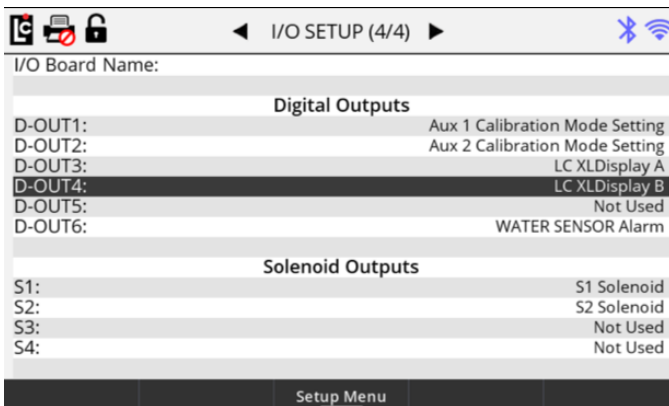 LC
I/O SETUP (4/4)
I/O Board Name:
Digital Outputs
D-OUT1: Aux 1 Calibration Mode Setting
D-OUT2: Aux 2 Calibration Mode Setting
D-OUT3: LC XLDisplay A
D-OUT4: LC XLDisplay B
D-OUT5: Not Used
D-OUT6: WATER SENSOR Alarm
Solenoid Outputs
S1: S1 Solenoid
S2: S2 Solenoid
S3: Not Used
S4: Not Used
Setup Menu